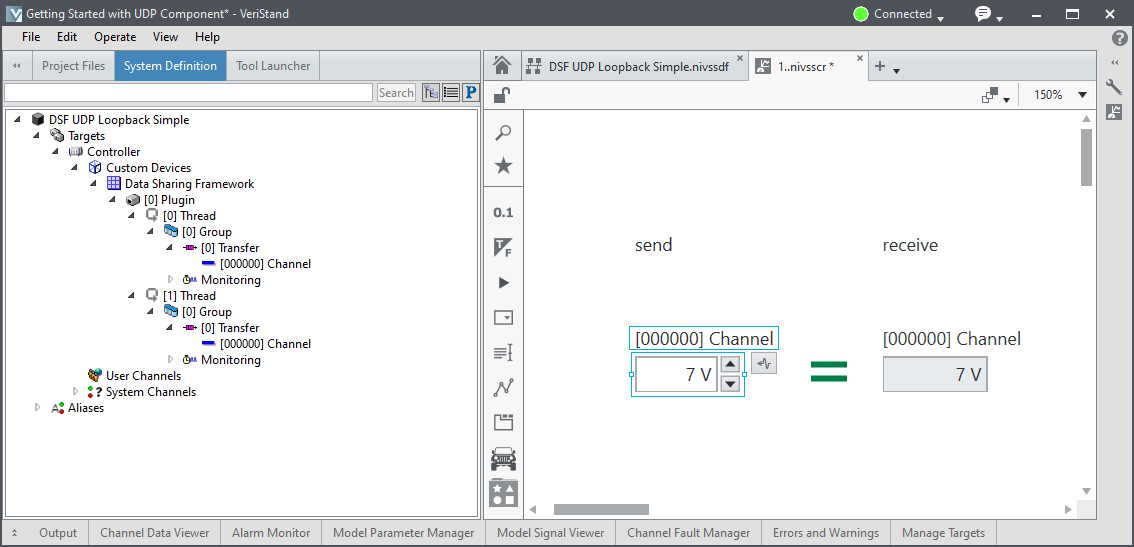 Getting Started with UDP Component* - VeriStand
Connected
File Edit Operate View Help
Project Files System Definition Tool Launcher
DSF UDP Loopback Simple.nivssdf × 1..nivsscr * ×
Search
P
150%
DSF UDP Loopback Simple
Targets
Controller
Custom Devices
Data Sharing Framework
[0] Plugin
[0] Thread
[0] Group
[0] Transfer
[000000] Channel
Monitoring
[1] Thread
[0] Group
[0] Transfer
[000000] Channel
Monitoring
User Channels
System Channels
Aliases
0.1
T/F
send
receive
[000000] Channel
[000000] Channel
7 V
=
7 V
Output Channel Data Viewer Alarm Monitor Model Parameter Manager Model Signal Viewer Channel Fault Manager Errors and Warnings Manage Targets